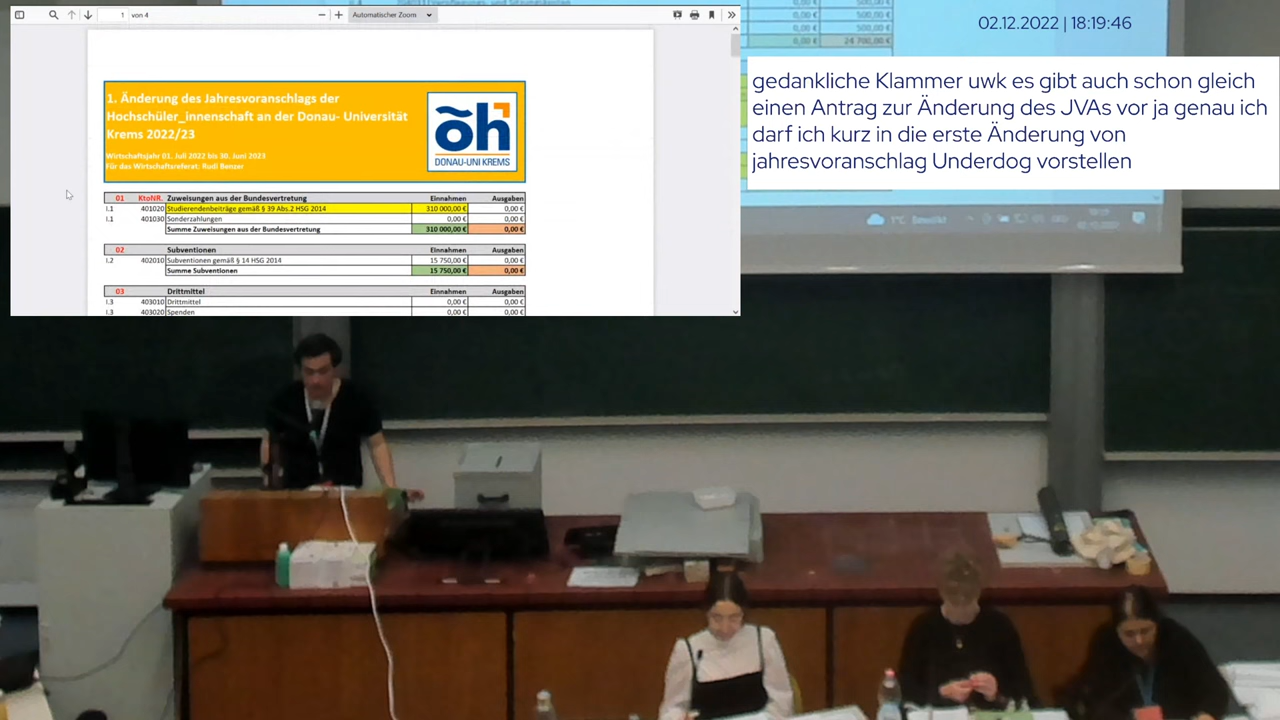 1 von 4
Automatischer Zoom
1. Änderung des Jahresvoranschlags der
Hochschüler_innenschaft an der Donau- Universität
Krems 2022/23
Wirtschaftsjahr 01. Juli 2022 bis 30. Juni 2023
Für das Wirtschaftsreferat: Rudi Benzer
õh
DONAU-UNI KREMS
01 KtoNR. Zuweisungen aus der Bundesvertretung Einnahmen Ausgaben
I.1 401020 Studierendenbeiträge gemäß § 39 Abs.2 HSG 2014 310 000,00 € 0,00 €
I.1 401030 Sonderzahlungen 0,00 € 0,00 €
Summe Zuweisungen aus der Bundesvertretung 310 000,00 € 0,00 €
02 Subventionen Einnahmen Ausgaben
I.2 402010 Subventionen gemäß § 14 HSG 2014 15 750,00 € 0,00 €
Summe Subventionen 15 750,00 € 0,00 €
03 Drittmittel Einnahmen Ausgaben
I.3 403010 Drittmittel 0,00 € 0,00 €
I.3 403020 Spenden 0,00 € 0,00 €
0,00 € 24 700,00 €
02.12.2022 | 18:19:46
gedankliche Klammer uwk es gibt auch schon gleich
einen Antrag zur Änderung des JVAs vor ja genau ich
darf ich kurz in die erste Änderung von
jahresvoranschlag Underdog vorstellen